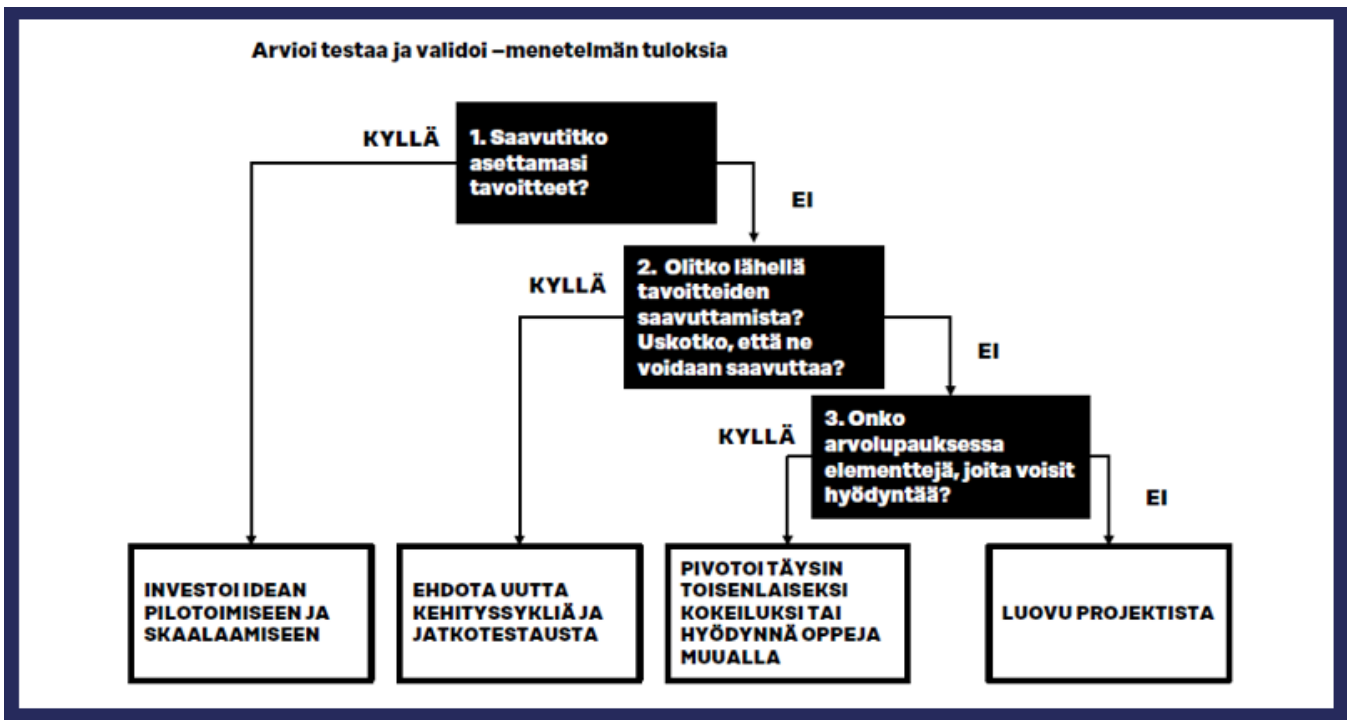 Arvioi testaa ja validoi –menetelmän tuloksia
KYLLÄ
1. Saavutitko
asettamasi
tavoitteet?
EI
KYLLÄ
2. Olitko lähellä
tavoitteiden
saavuttamista?
Uskotko, että ne
voidaan saavuttaa?
EI
KYLLÄ
3. Onko
arvolupauksessa
elementtejä, joita voisit
hyödyntää?
EI
INVESTOI IDEAN
PILOTOIMISEEN JA
SKAALAAMISEEN
EHDOTA UUTTA
KEHITYSSYKLIÄ JA
JATKOTESTAUSTA
PIVOTOI TÄYSIN
TOISENLAISEKSI
KOKEILUKSI TAI
HYÖDYNNÄ OPPEJA
MUUALLA
LUOVU PROJEKTISTA